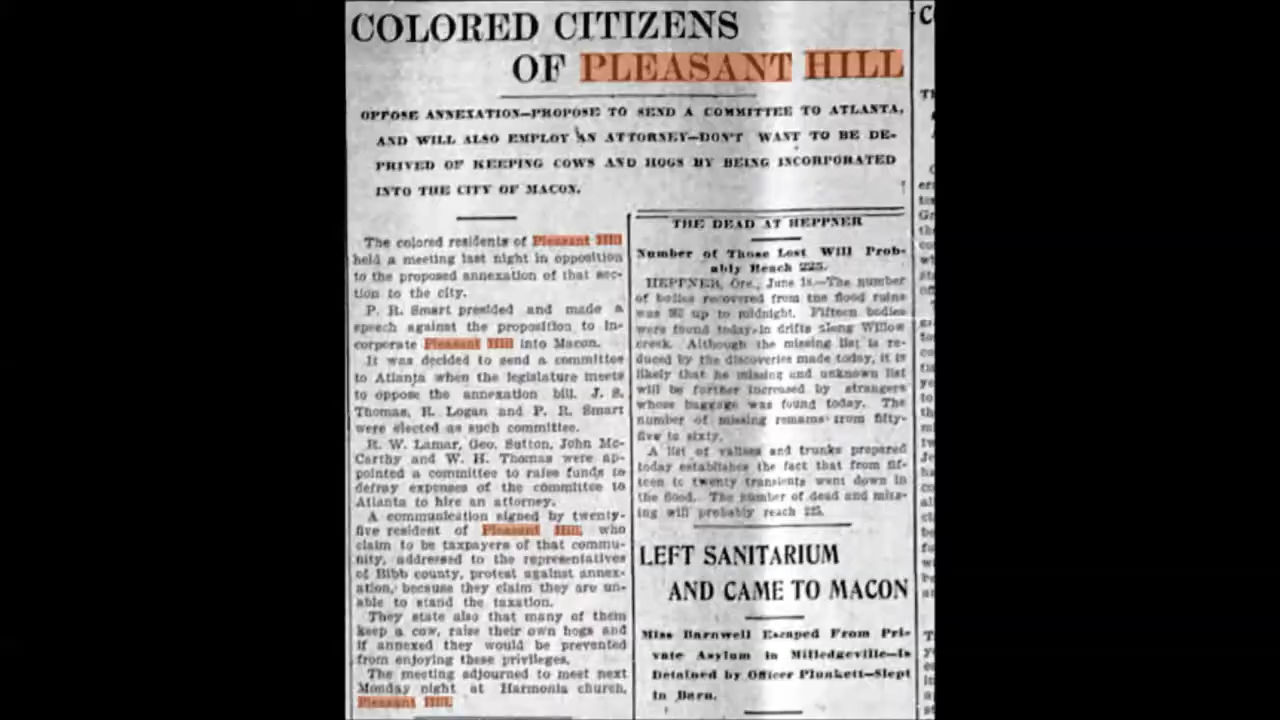 COLORED CITIZENS
OF PLEASANT HILL
OPPOSE ANNEXATION—PROPOSE TO SEND A COMMITTEE TO ATLANTA,
AND WILL ALSO EMPLOY AN ATTORNEY—DON'T WANT TO BE DE-
PRIVED OF KEEPING COWS AND HOGS BY BEING INCORPORATED
INTO THE CITY OF MACON.
The colored residents of Pleasant Hill
held a meeting last night in opposition
to the proposed annexation of that sec-
tion to the city.
P. R. Smart presided and made a
speech against the proposition to in-
corporate Pleasant Hill into Macon.
It was decided to send a committee
to Atlanta when the legislature meets
to oppose the annexation bill. J. S.
Thomas, R. Logan and P. R. Smart
were elected as such committee.
R. W. Lamar, Geo. Sutton, John Mc-
Carthy and W. H. Thomas were ap-
pointed a committee to raise funds to
defray expenses of the committee to
Atlanta to hire an attorney.
A communication signed by twenty-
five resident of Pleasant Hill, who
claim to be taxpayers of that commu-
nity, addressed to the representatives
of Bibb county, protest against annex-
ation, because they claim they are un-
able to stand the taxation.
They state also that many of them
keep a cow, raise their own hogs and
if annexed they would be prevented
from enjoying these privileges.
The meeting adjourned to meet next
Monday night at Harmonia church,
Pleasant Hill.
THE DEAD AT HEPPNER
Number of Those Lost Will Prob-
ably Reach 225.
HEPPNER, Ore., June 18.—The number
of bodies recovered from the flood ruins
was up to midnight. Fifteen bodies
were found today in drifts along Willow
creek. Although the missing list is re-
duced by the discoveries made today, it is
likely that he missing and unknown list
will be further increased by strangers
whose baggage was found today. The
number of missing remains from fifty-
five to sixty.
A list of valises and trunks prepared
today establishes the fact that from fif-
teen to twenty transients went down in
the flood. The number of dead and miss-
ing will probably reach 225.
LEFT SANITARIUM
AND CAME TO MACON
Miss Barnwell Escaped From Pri-
vate Asylum in Milledgeville—Is
Detained by Officer Plunkett—Slept
in Barn.